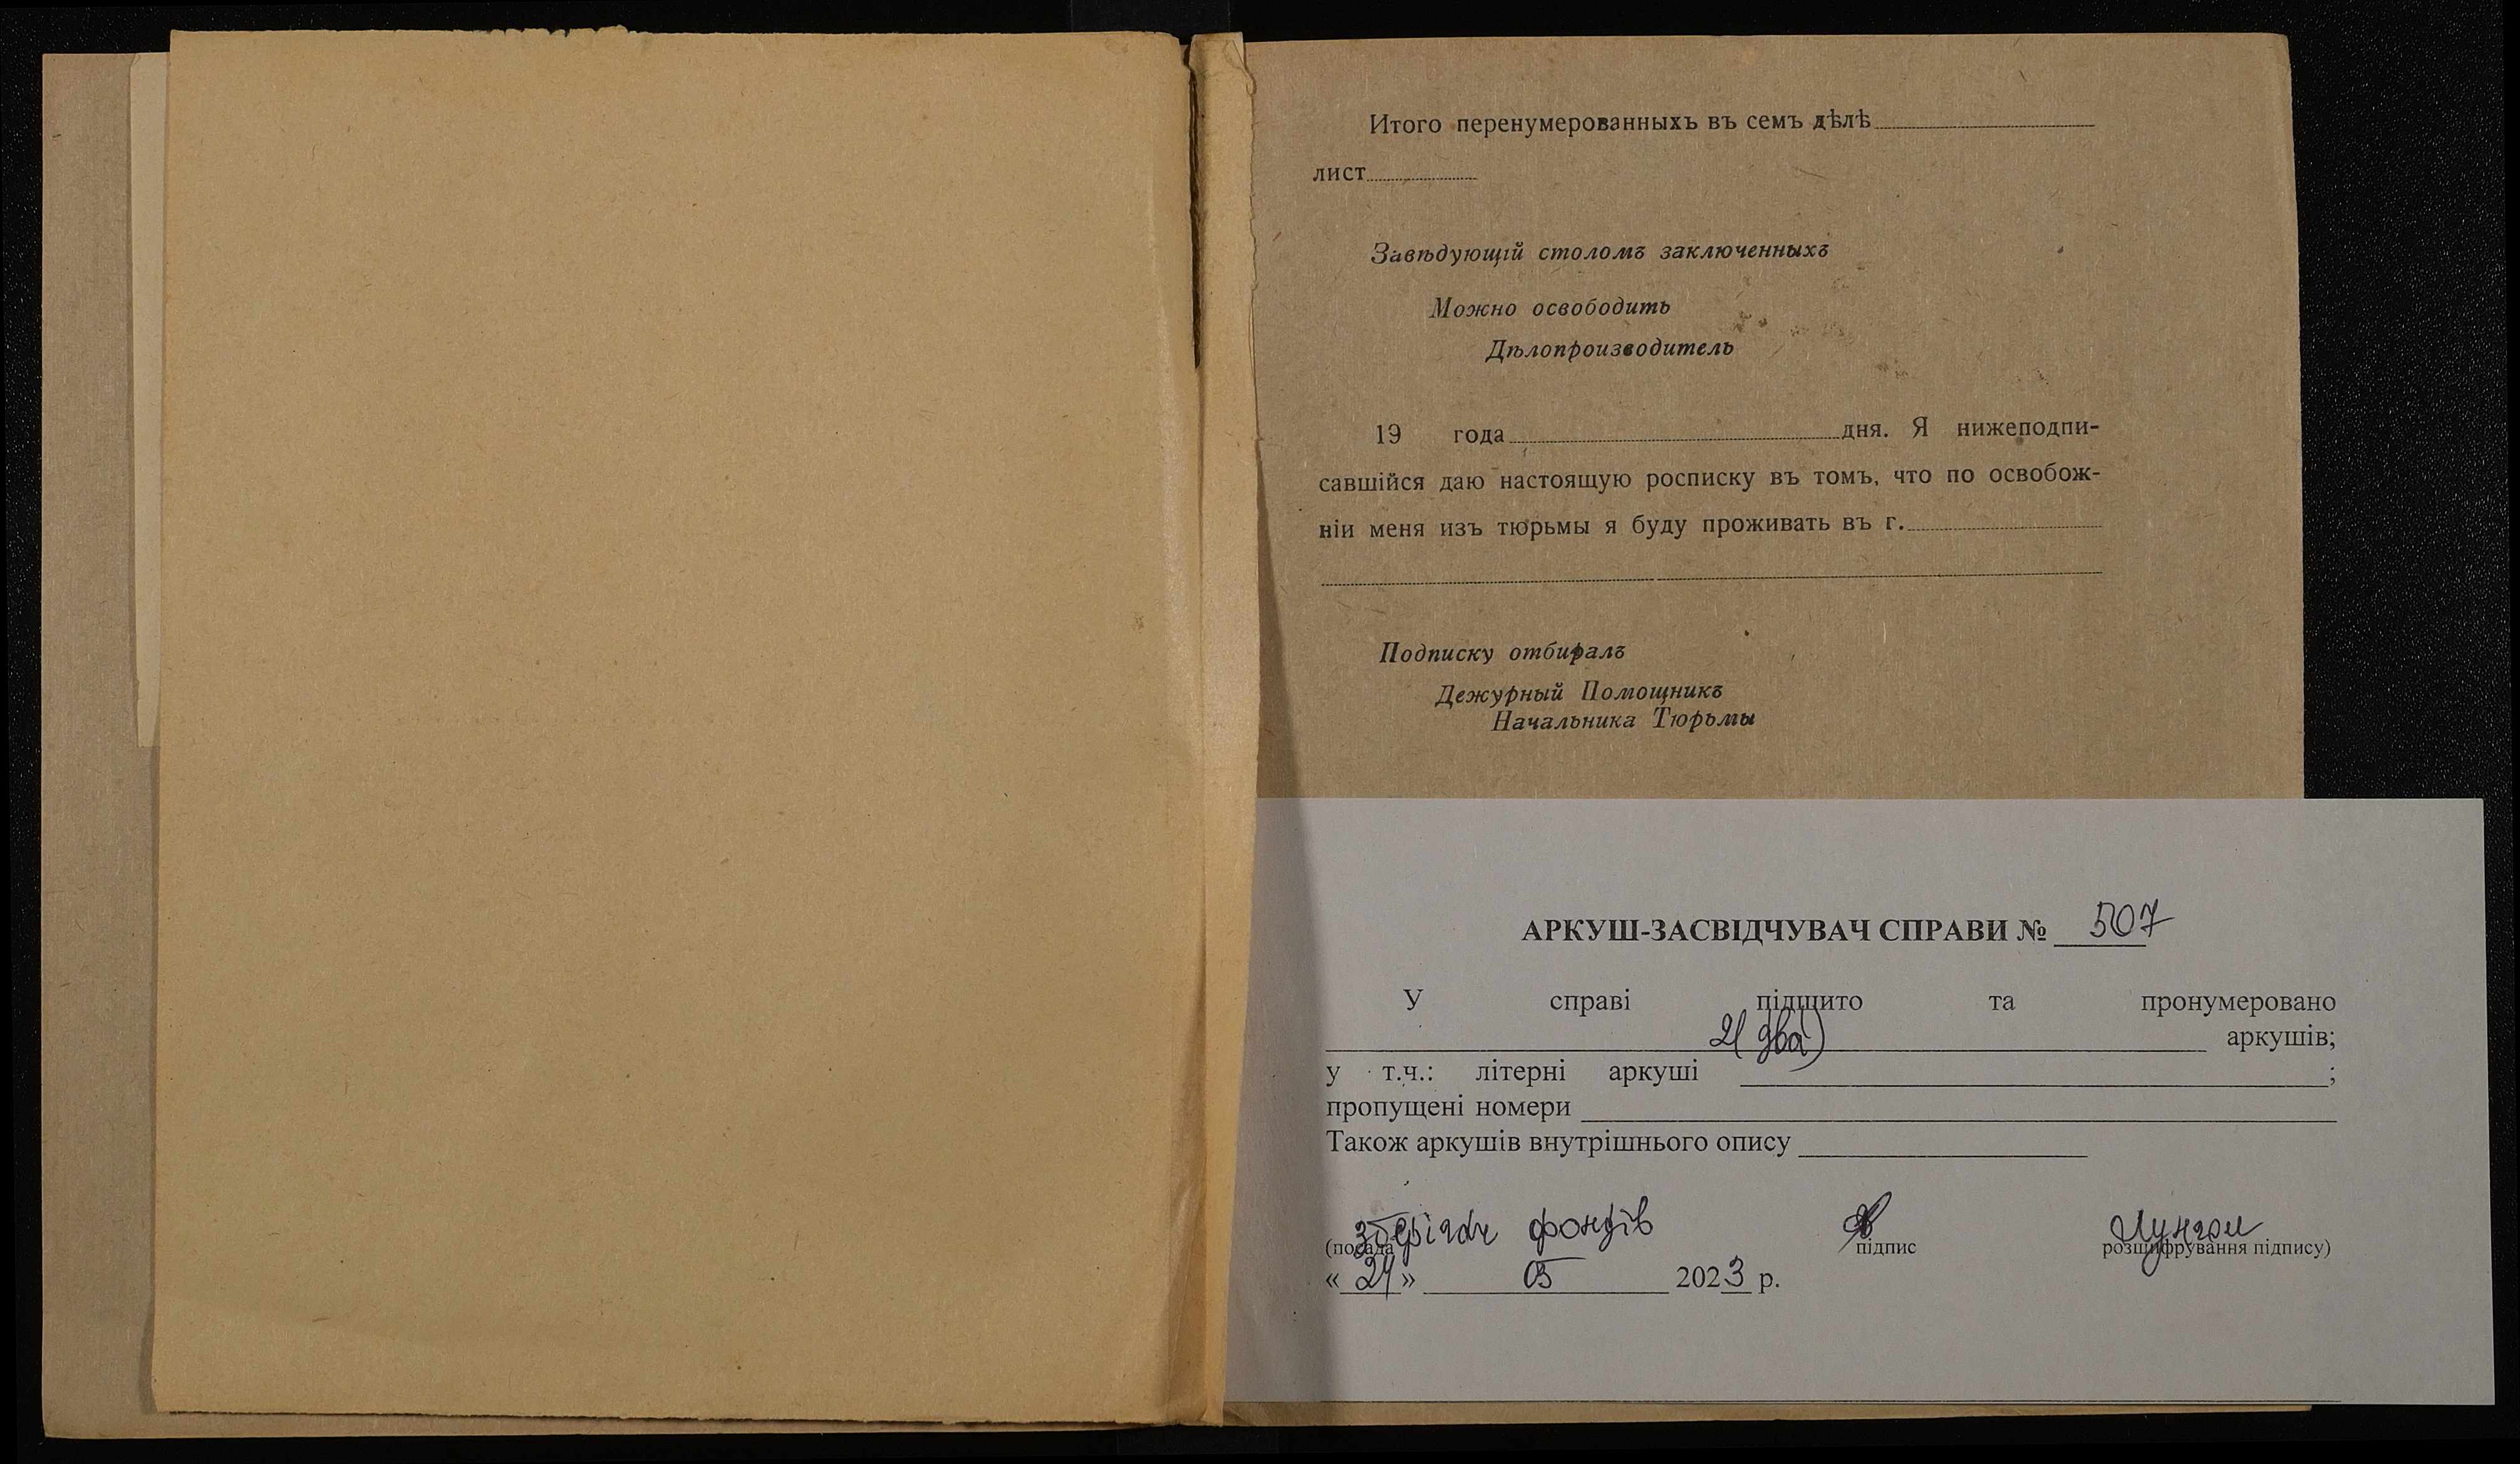 Итого перенумерованныхъ въ семъ дѣлѣ
лист
Завѣдующій столомъ заключенныхъ
Можно освободить
Дѣлопроизводитель
19 года дня. Я нижеподпи-
савшійся даю настоящую росписку въ томъ, что по освобож-
ніи меня изъ тюрьмы я буду проживать въ г.
Подписку отбиралъ
Дежурный Помощникъ
Начальника Тюрьмы
АРКУШ-ЗАСВІДЧУВАЧ СПРАВИ № 507
У справі підшито та пронумеровано
2( два) аркушів;
у т.ч.: літерні аркуші ;
пропущені номери
Також аркушів внутрішнього опису
зберігач фондів
(посада підпис розшифрування підпису)
« » 05 2023 р.